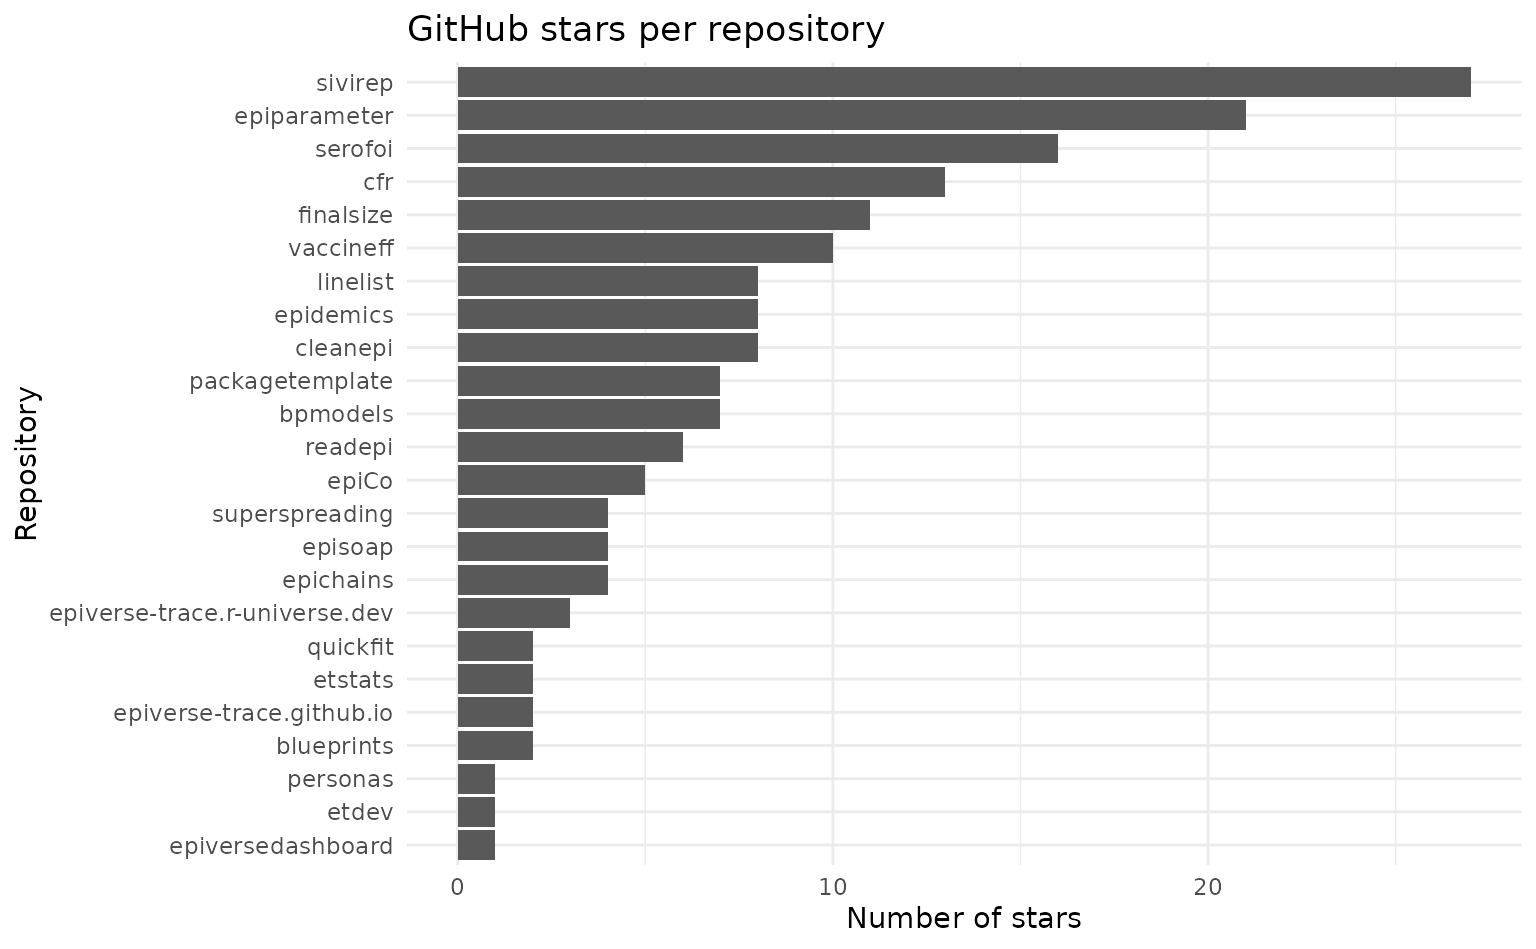 GitHub stars per repository
sivirep
epiparameter
serofoi
cfr
finalsize
vaccineff
linelist
epidemics
cleanepi
packagetemplate
bpmodels
readepi
epiCo
superspreading
episoap
epichains
epiverse-trace.r-universe.dev
quickfit
etstats
epiverse-trace.github.io
blueprints
personas
etdev
epiversedashboard
Repository
0 10 20
Number of stars